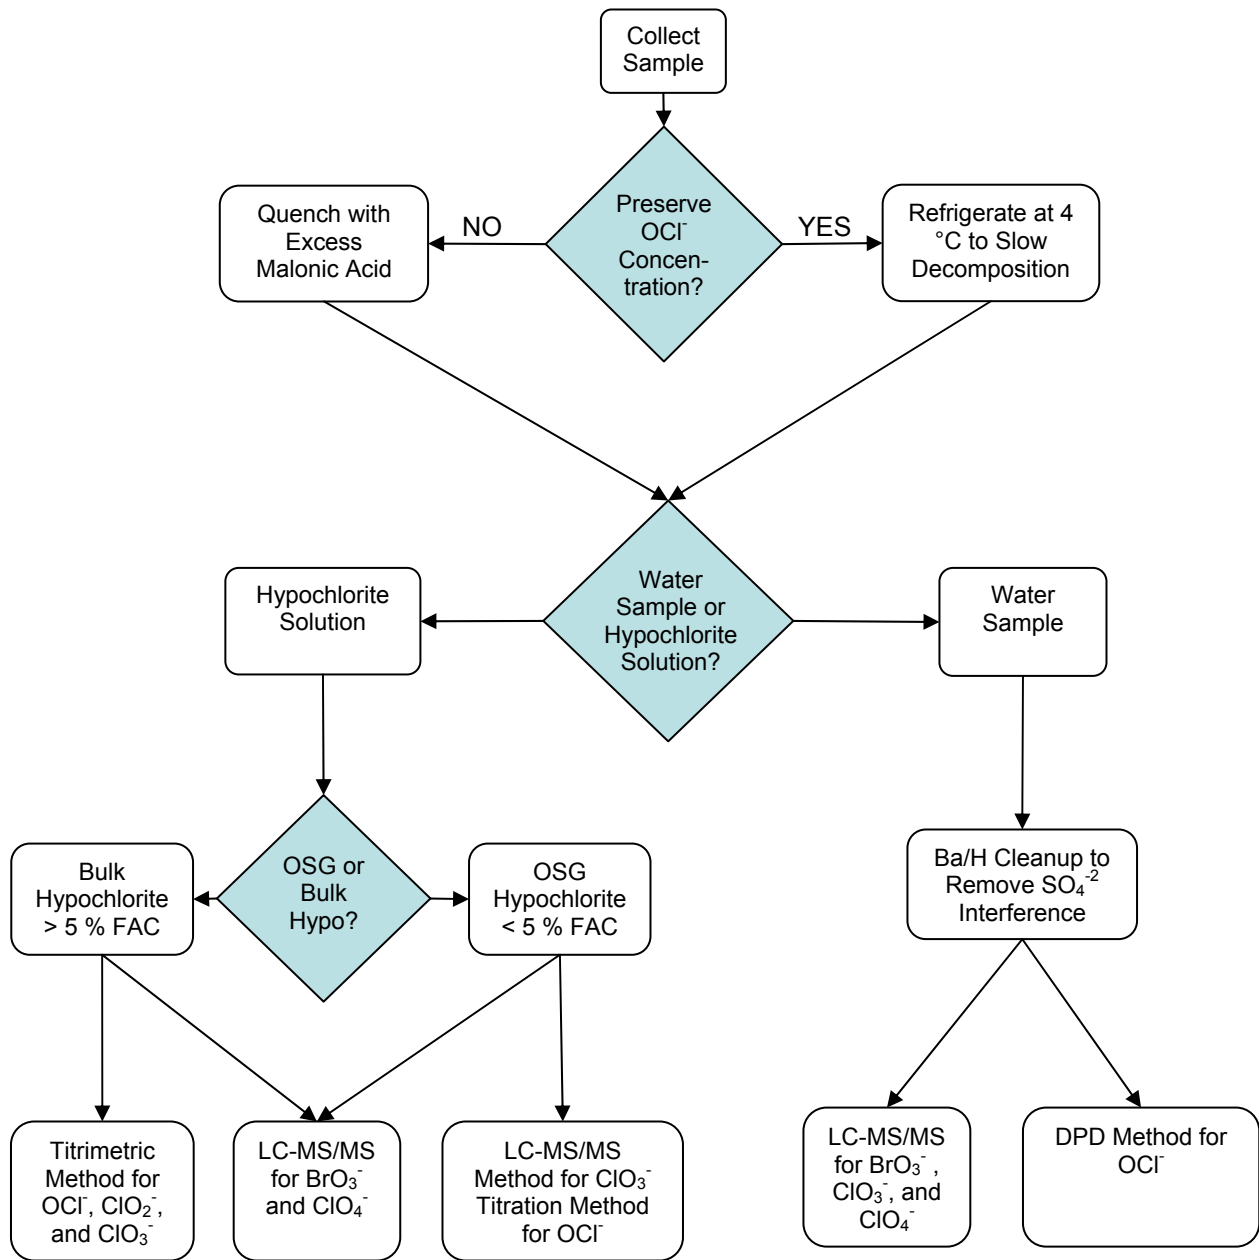 Collect
Sample
Preserve
OCl⁻
Concen-
tration?
NO
YES
Quench with
Excess
Malonic Acid
Refrigerate at 4
°C to Slow
Decomposition
Water
Sample or
Hypochlorite
Solution?
Hypochlorite
Solution
Water
Sample
OSG or
Bulk
Hypo?
Bulk
Hypochlorite
> 5 % FAC
OSG
Hypochlorite
< 5 % FAC
Ba/H Cleanup to
Remove SO₄⁻²
Interference
Titrimetric
Method for
OCl⁻, ClO₂⁻,
and ClO₃⁻
LC-MS/MS
for BrO₃⁻
and ClO₄⁻
LC-MS/MS
Method for ClO₃⁻
Titration Method
for OCl⁻
LC-MS/MS
for BrO₃⁻ ,
ClO₃⁻, and
ClO₄⁻
DPD Method for
OCl⁻